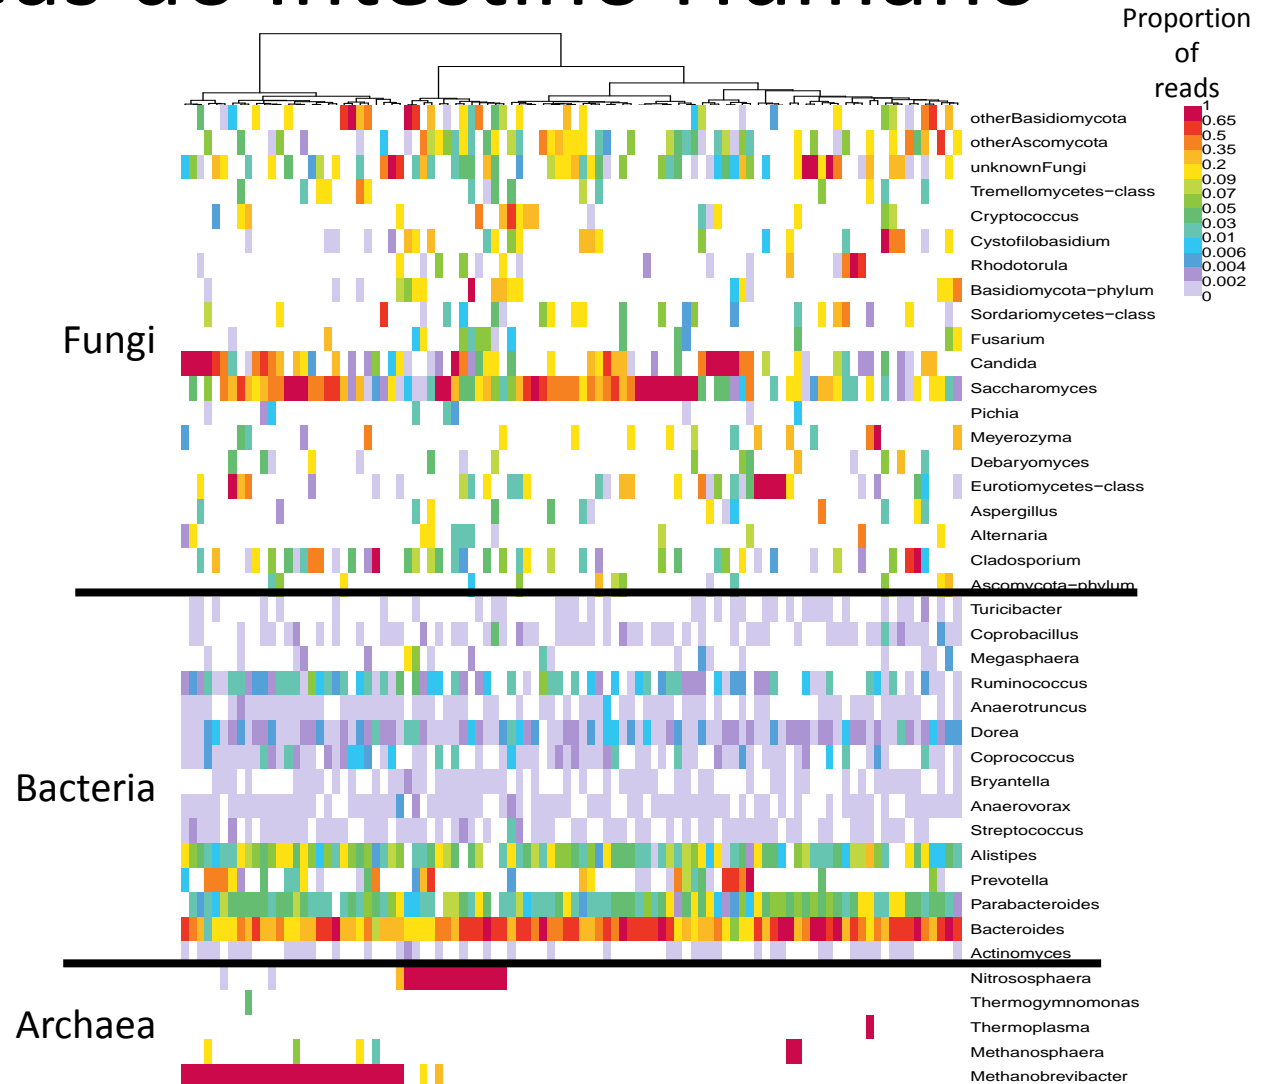 Intestino Humano
Proportion
of
reads
1
0.65
0.5
0.35
0.2
0.09
0.07
0.05
0.03
0.01
0.006
0.004
0.002
0
otherBasidiomycota
otherAscomycota
unknownFungi
Tremellomycetes−class
Cryptococcus
Cystofilobasidium
Rhodotorula
Basidiomycota−phylum
Sordariomycetes−class
Fusarium
Fungi
Candida
Saccharomyces
Pichia
Meyerozyma
Debaryomyces
Eurotiomycetes−class
Aspergillus
Alternaria
Cladosporium
Ascomycota−phylum
Turicibacter
Coprobacillus
Megasphaera
Ruminococcus
Anaerotruncus
Dorea
Coprococcus
Bacteria
Bryantella
Anaerovorax
Streptococcus
Alistipes
Prevotella
Parabacteroides
Bacteroides
Actinomyces
Nitrososphaera
Thermogymnomonas
Archaea
Thermoplasma
Methanosphaera
Methanobrevibacter